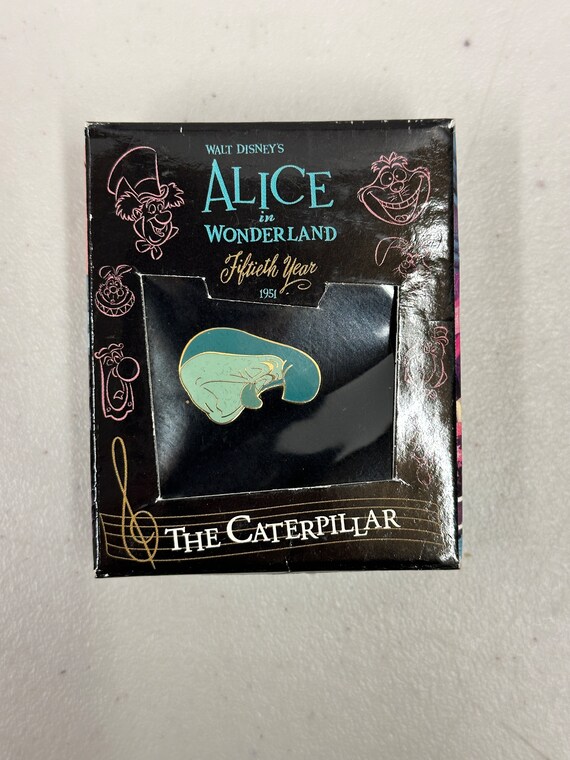 WALT DISNEY'S
ALICE
in
WONDERLAND
Fiftieth Year
1951
THE CATERPILLAR